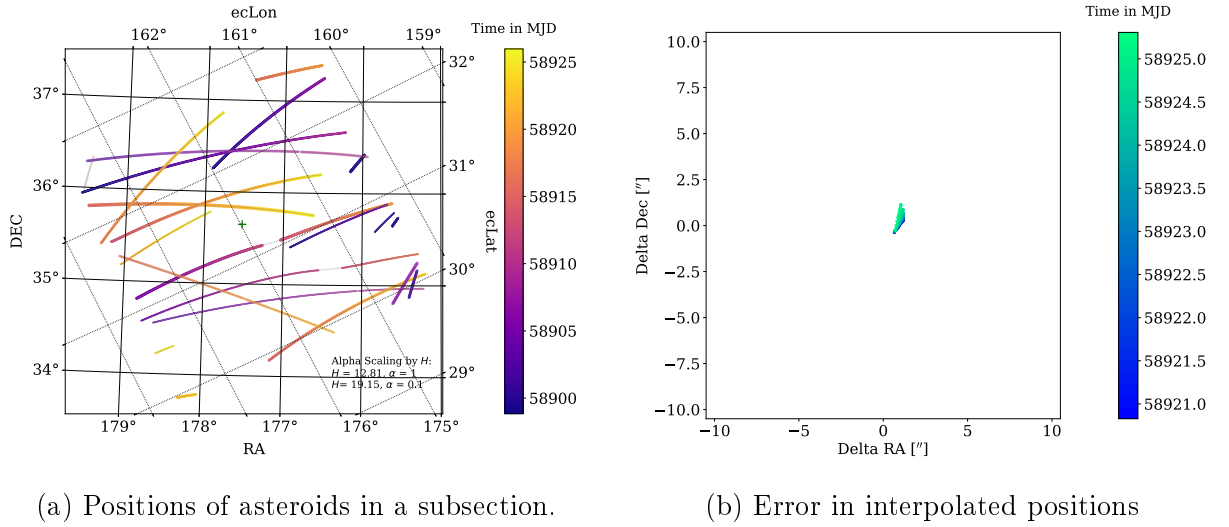 ecLon
Time in MJD
162° 161° 160° 159°
32°
31°
30°
29°
ecLat
37°
36°
35°
34°
DEC
179° 178° 177° 176° 175°
RA
Alpha Scaling by H:
H = 12.81, α = 1
H= 19.15, α = 0.1
58925
58920
58915
58910
58905
58900
Time in MJD
10.0
7.5
5.0
2.5
0.0
−2.5
−5.0
−7.5
−10.0
Delta Dec [″]
−10 −5 0 5 10
Delta RA [″]
58925.0
58924.5
58924.0
58923.5
58923.0
58922.5
58922.0
58921.5
58921.0
(a) Positions of asteroids in a subsection.
(b) Error in interpolated positions